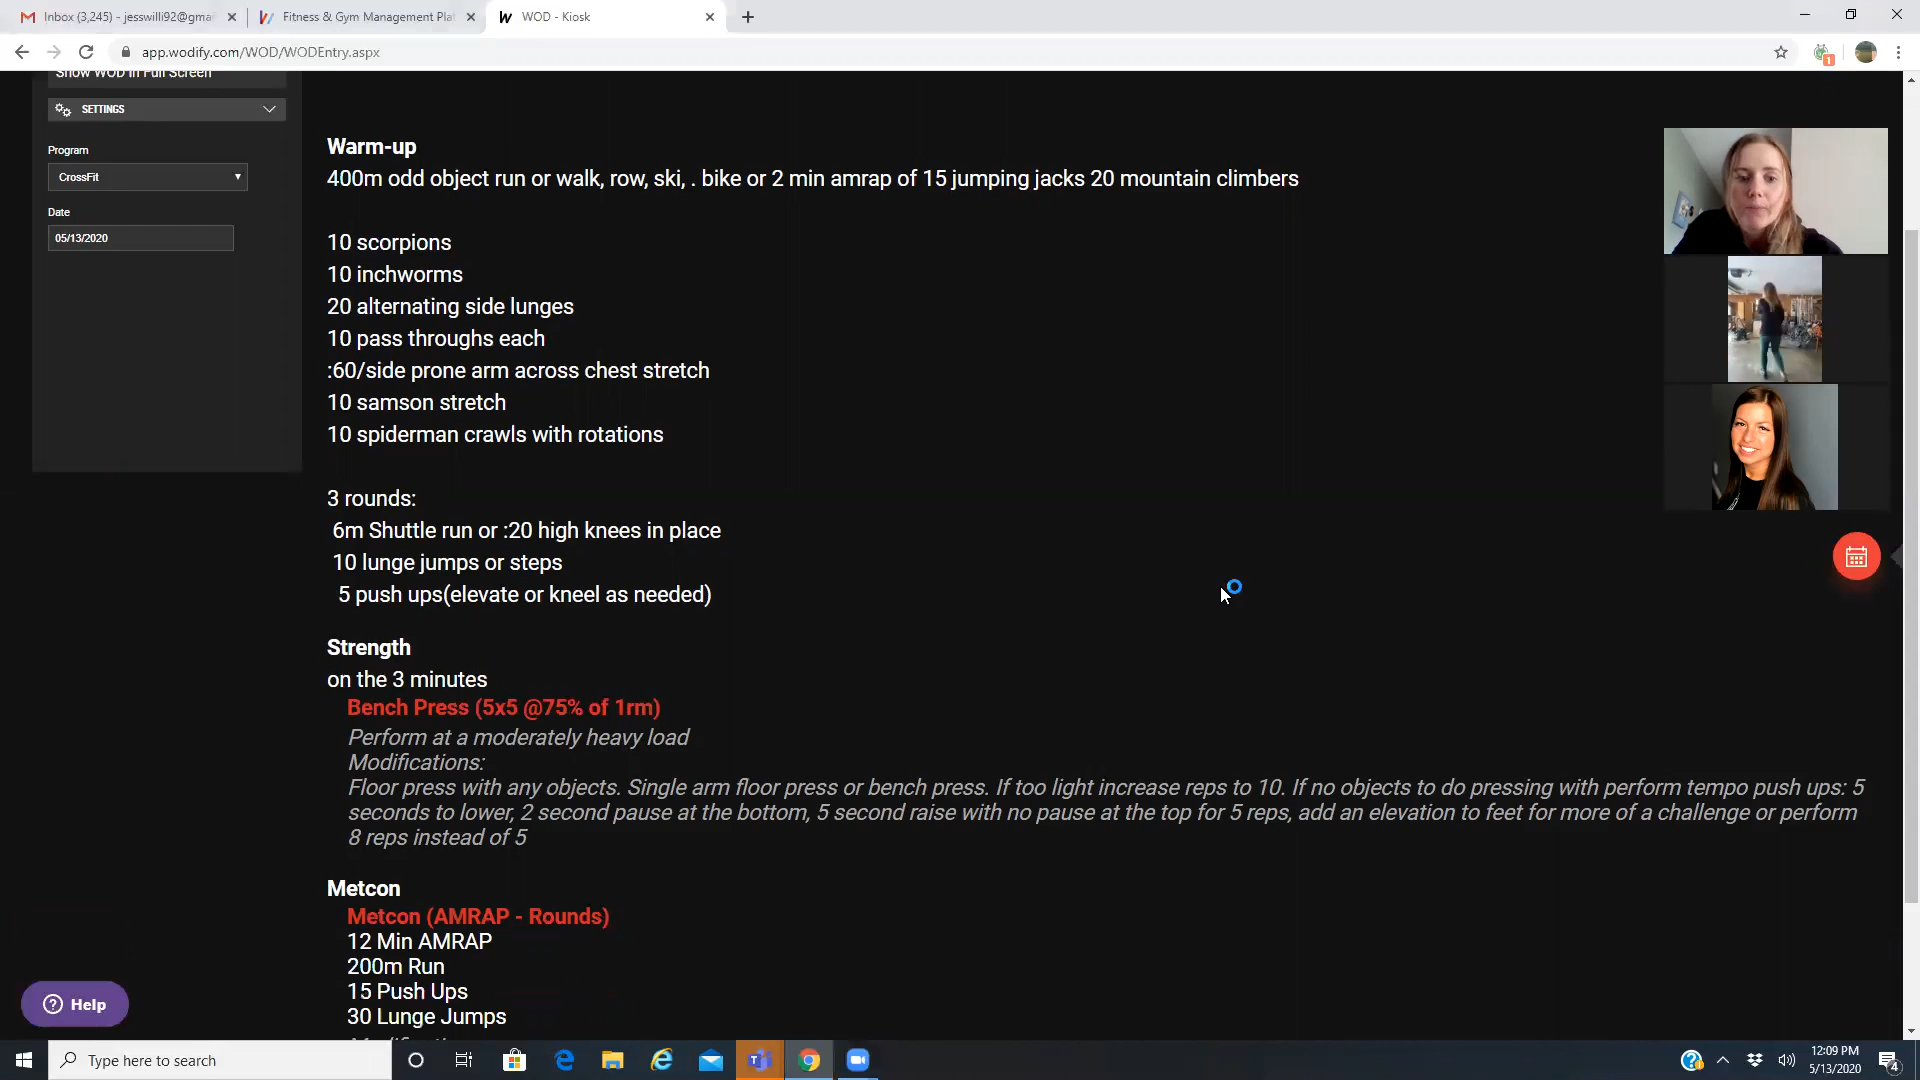 Inbox (3,245) - jesswilli92@gma
Fitness & Gym Management Plat
WOD - Kiosk
app.wodify.com/WOD/WODEntry.aspx
1
Show WOD In Full Screen
SETTINGS
Program
CrossFit
Date
05/13/2020
Warm-up
400m odd object run or walk, row, ski, . bike or 2 min amrap of 15 jumping jacks 20 mountain climbers
10 scorpions
10 inchworms
20 alternating side lunges
10 pass throughs each
:60/side prone arm across chest stretch
10 samson stretch
10 spiderman crawls with rotations
3 rounds:
6m Shuttle run or :20 high knees in place
10 lunge jumps or steps
5 push ups(elevate or kneel as needed)
Strength
on the 3 minutes
Bench Press (5x5 @75% of 1rm)
Perform at a moderately heavy load
Modifications:
Floor press with any objects. Single arm floor press or bench press. If too light increase reps to 10. If no objects to do pressing with perform tempo push ups: 5
seconds to lower, 2 second pause at the bottom, 5 second raise with no pause at the top for 5 reps, add an elevation to feet for more of a challenge or perform
8 reps instead of 5
Metcon
Metcon (AMRAP - Rounds)
12 Min AMRAP
200m Run
15 Push Ups
30 Lunge Jumps
Help
Type here to search
12:09 PM
5/13/2020
4